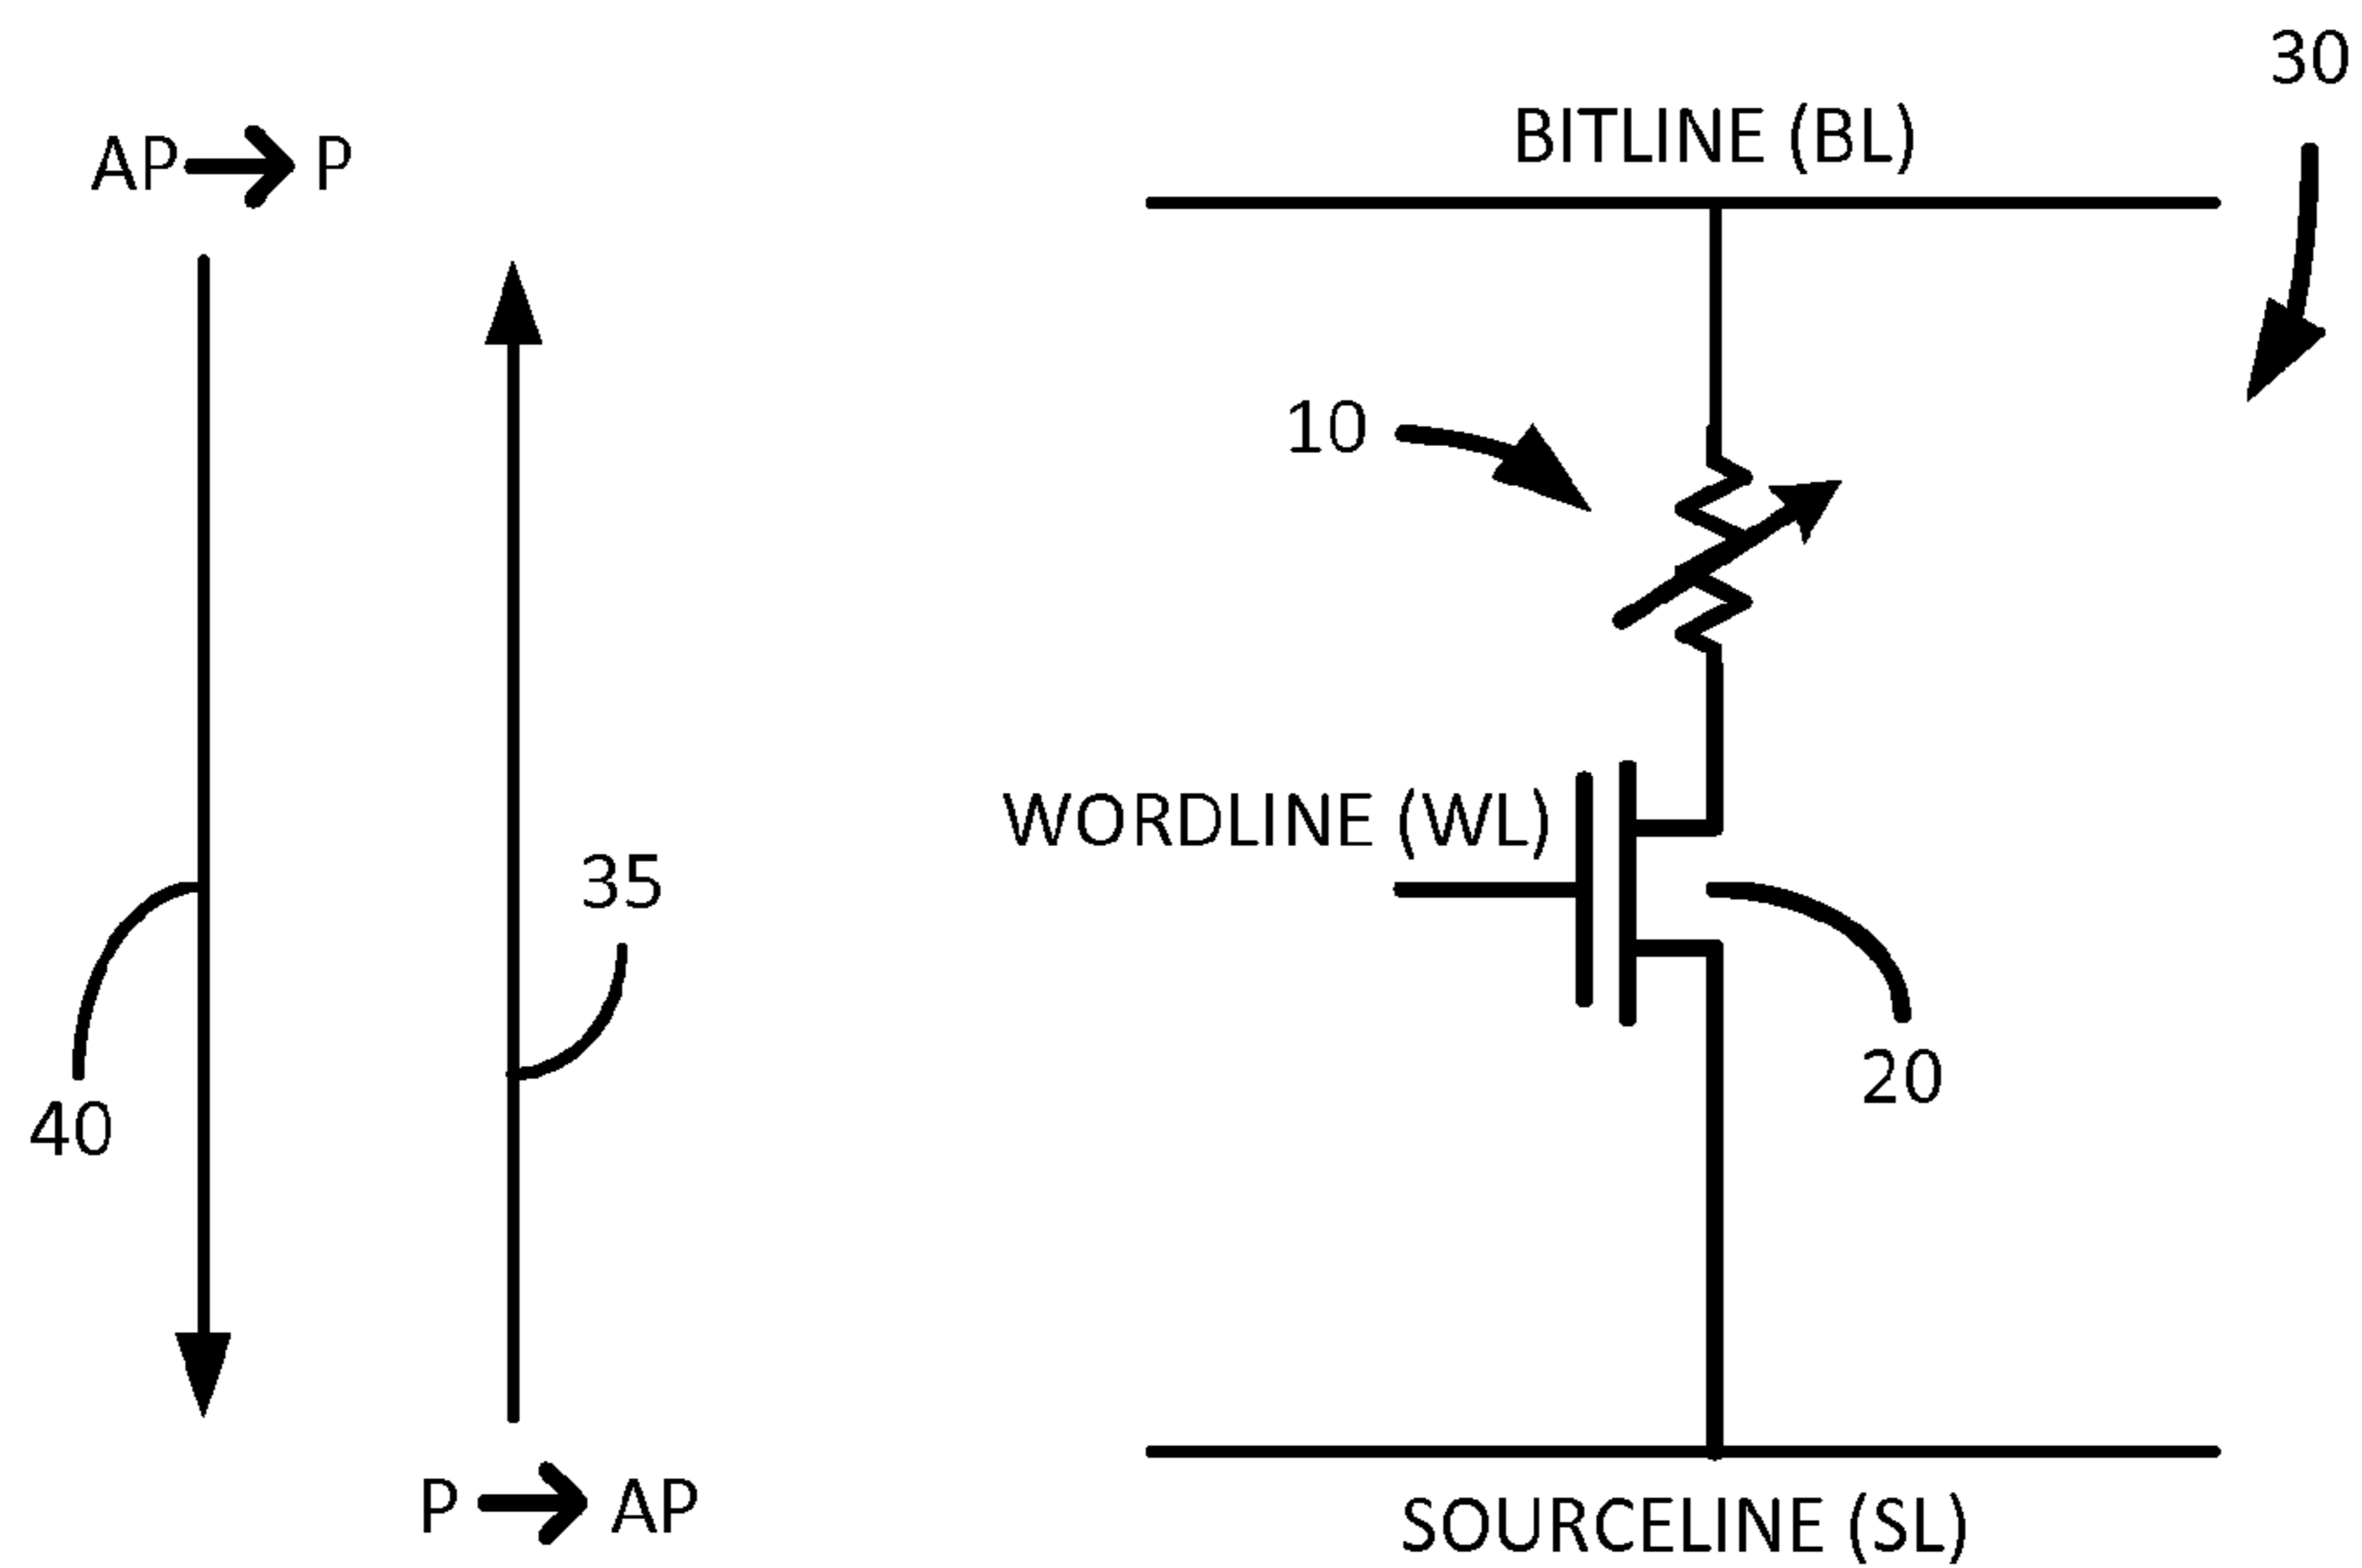 30
BITLINE (BL)
AP → P
10
WORDLINE (WL)
35
20
40
P → AP
SOURCELINE (SL)